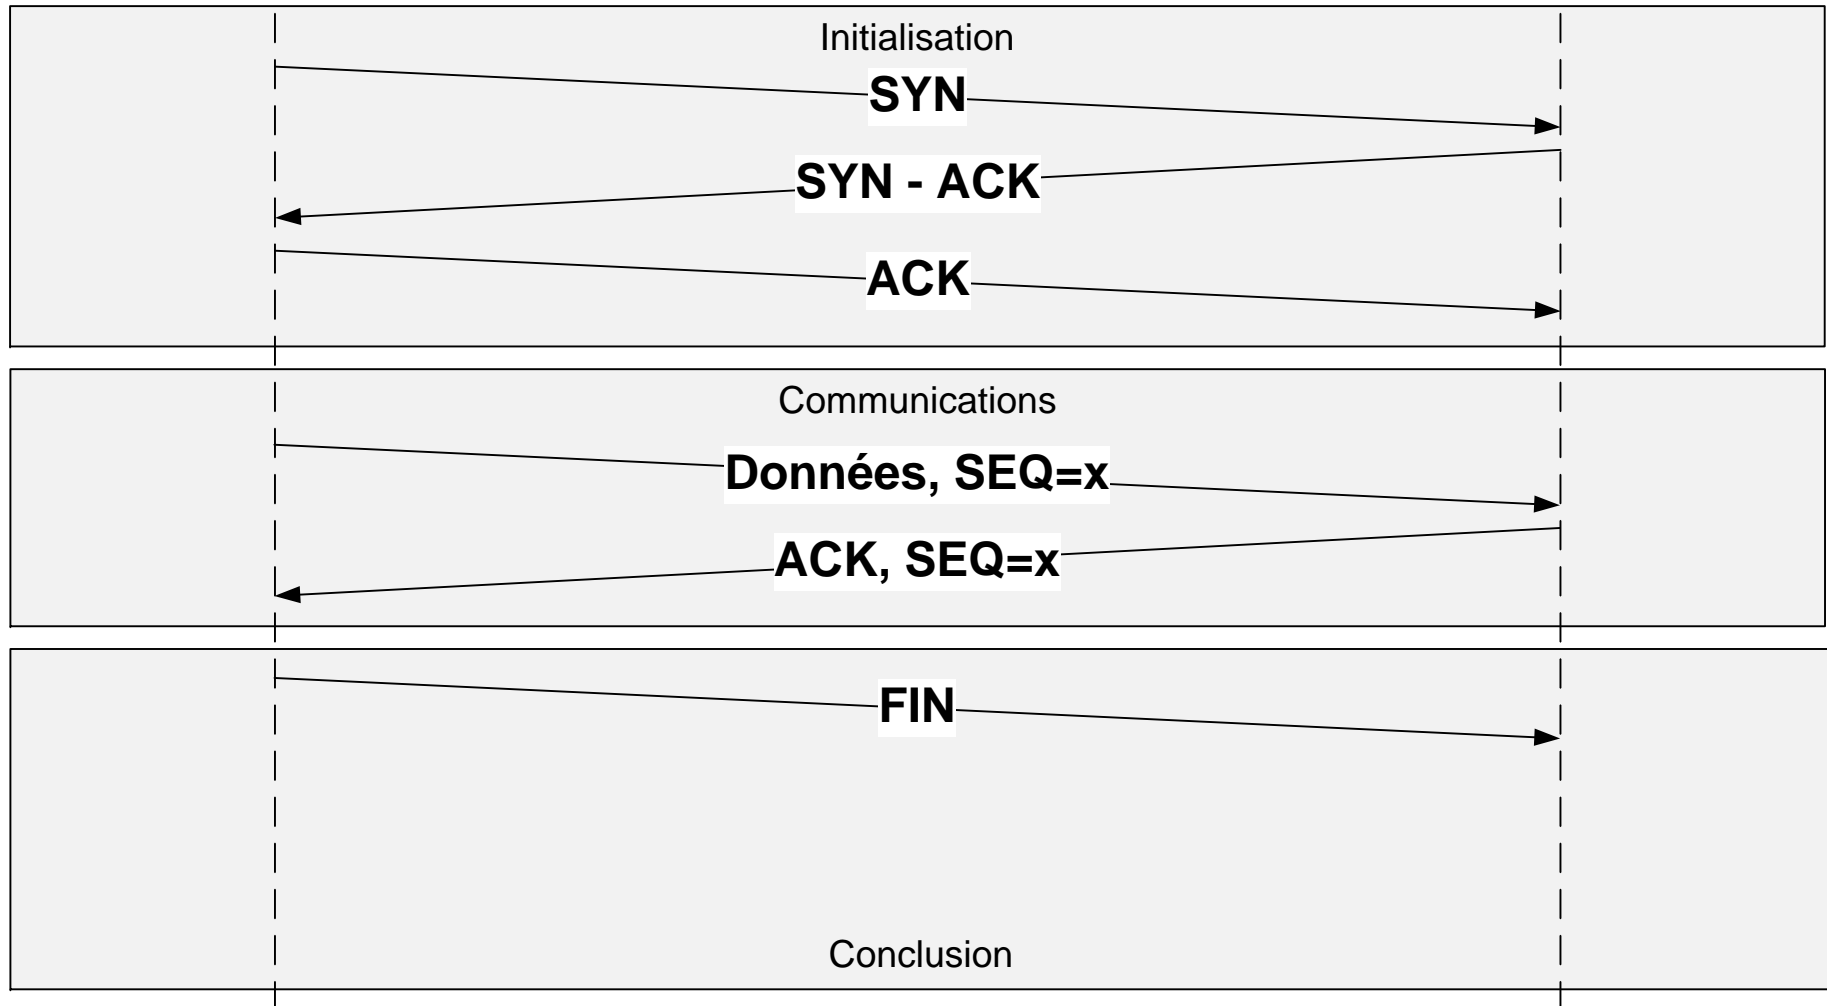 Initialisation
SYN
SYN - ACK
ACK
Communications
Données, SEQ=x
ACK, SEQ=x
FIN
Conclusion